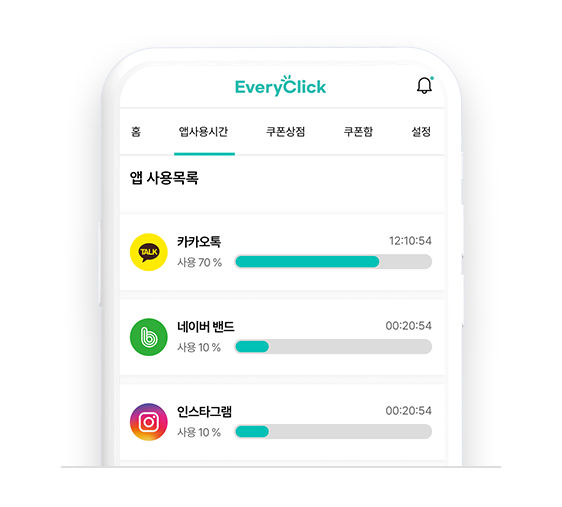 EveryClick
홈 앱사용시간 쿠폰상점 쿠폰함 설정
앱 사용목록
TALK
카카오톡 12:10:54
사용 70 %
네이버 밴드 00:20:54
사용 10 %
인스타그램 00:20:54
사용 10 %